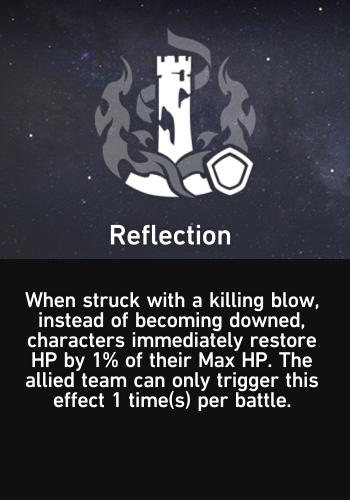 Reflection
When struck with a killing blow,
instead of becoming downed,
characters immediately restore
HP by 1% of their Max HP. The
allied team can only trigger this
effect 1 time(s) per battle.